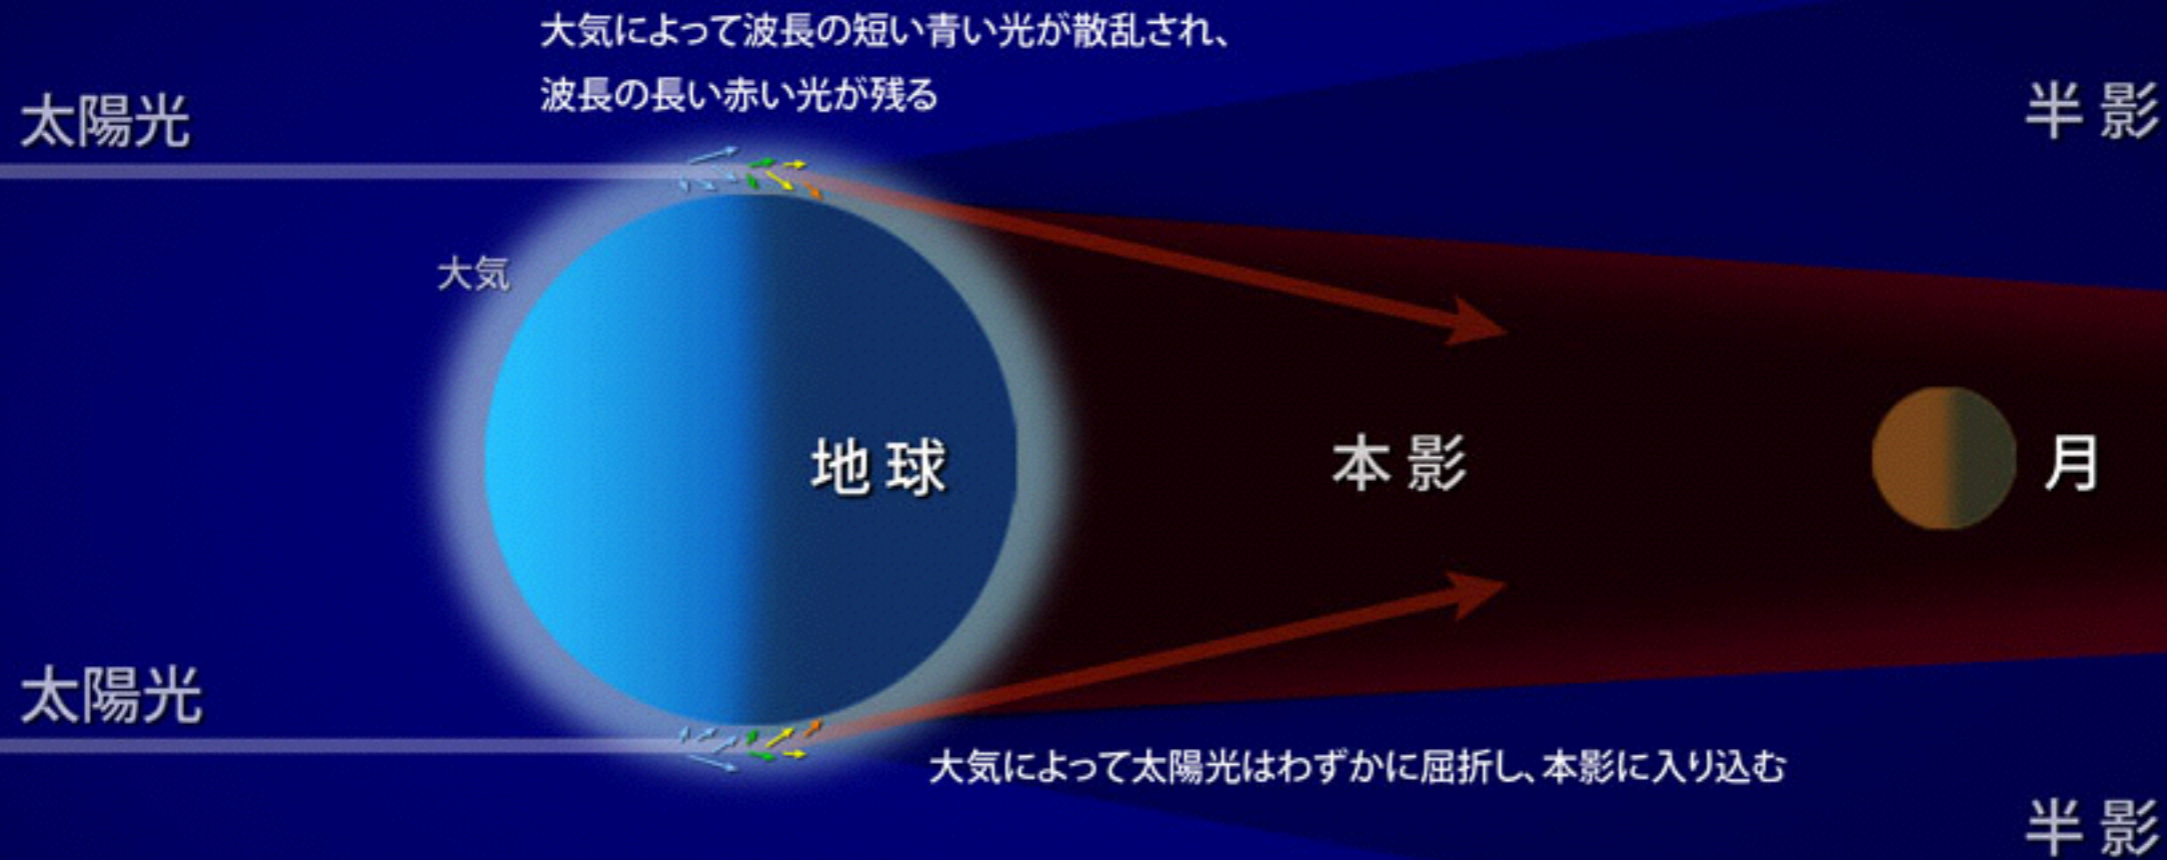 大気によって波長の短い青い光が散乱され、
波長の長い赤い光が残る
太陽光
半影
大気
地球
本影
月
太陽光
大気によって太陽光はわずかに屈折し、本影に入り込む
半影